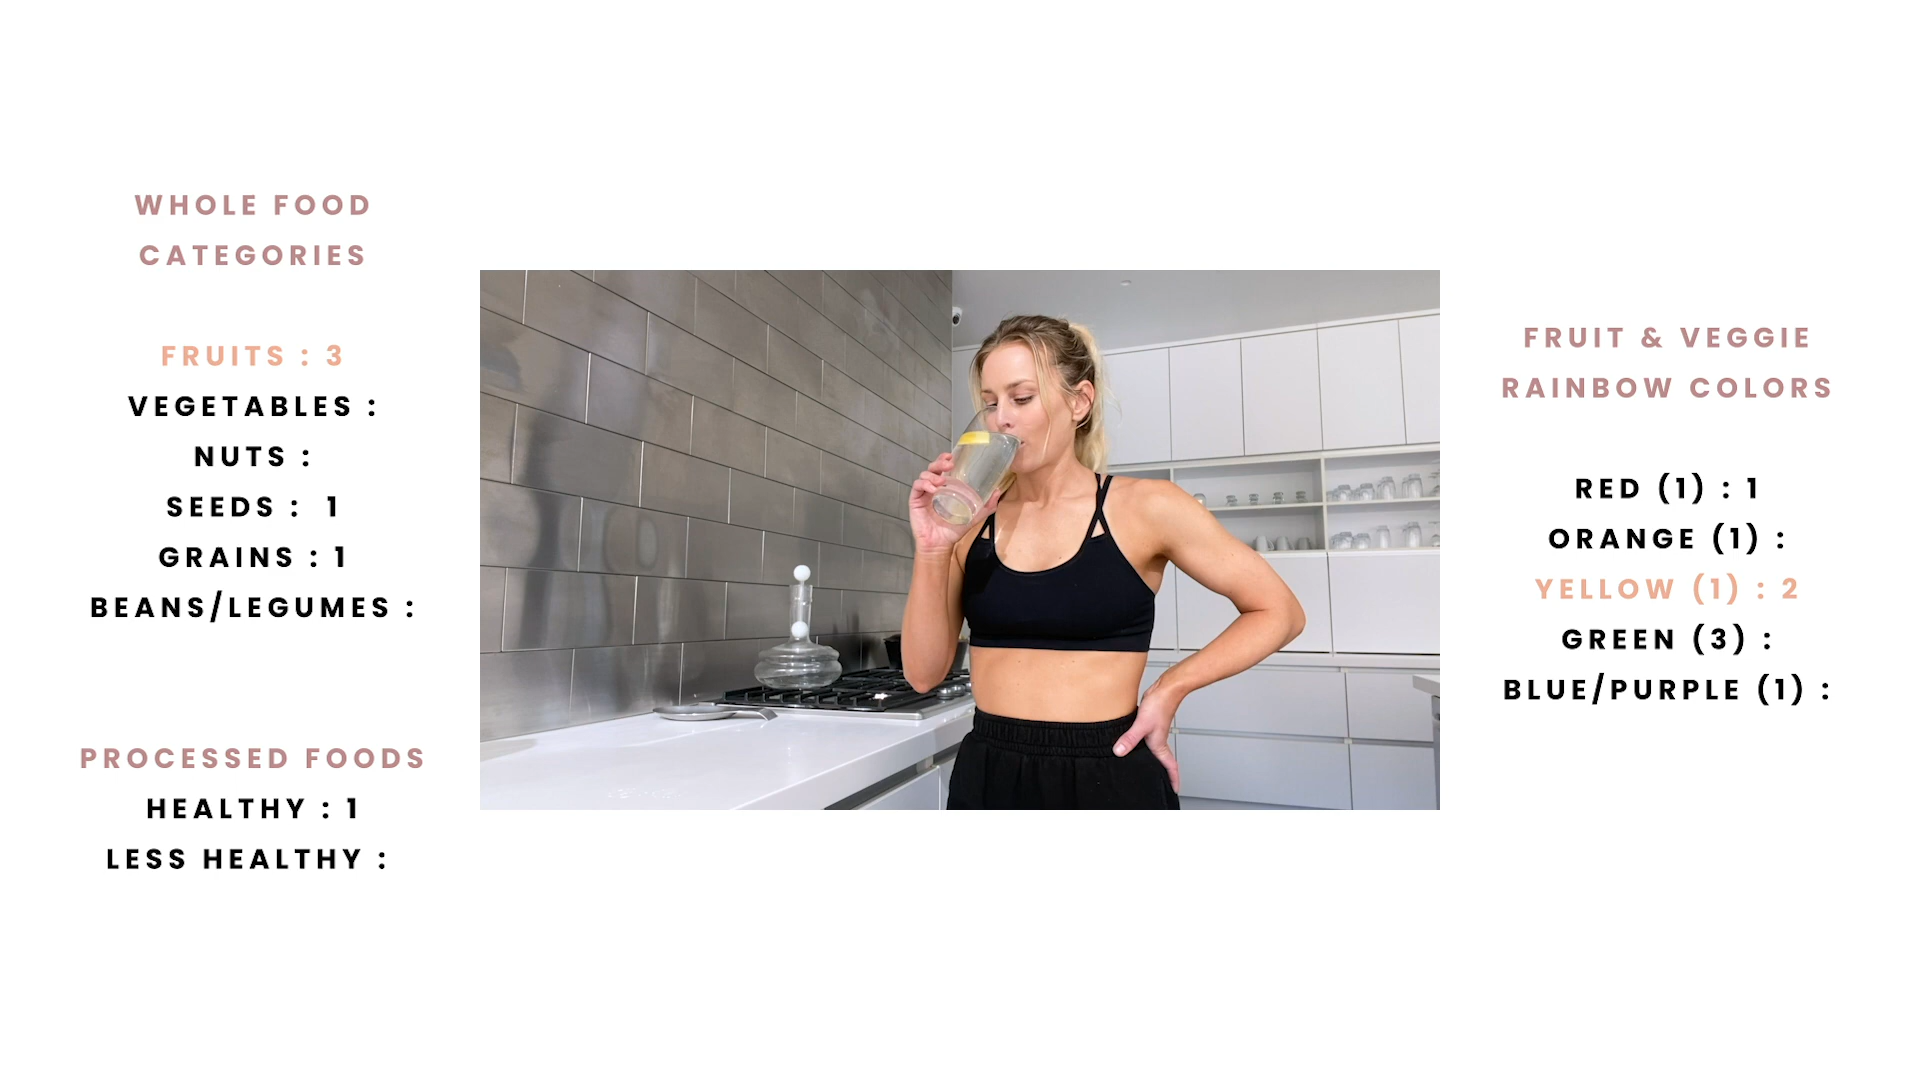 WHOLE FOOD
CATEGORIES
FRUITS : 3
VEGETABLES :
NUTS :
SEEDS : 1
GRAINS : 1
BEANS/LEGUMES :
PROCESSED FOODS
HEALTHY : 1
LESS HEALTHY :
FRUIT & VEGGIE
RAINBOW COLORS
RED (1) : 1
ORANGE (1) :
YELLOW (1) : 2
GREEN (3) :
BLUE/PURPLE (1) :